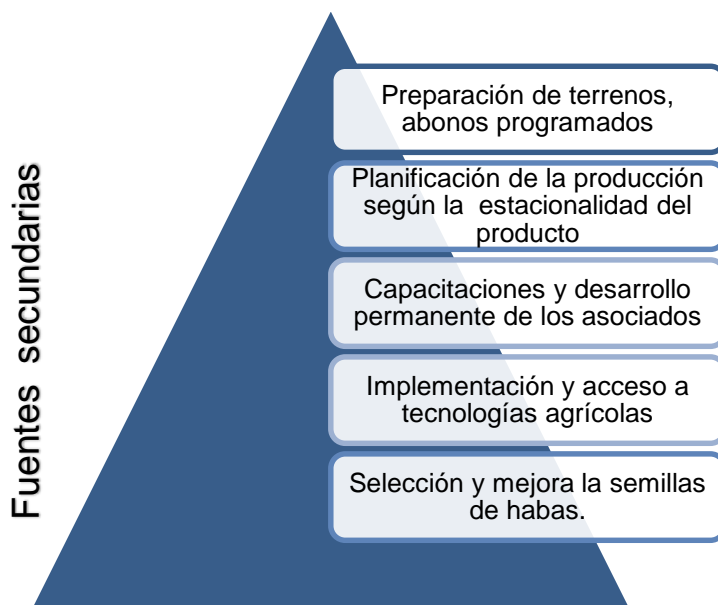 Fuentes secundarias
Preparación de terrenos,
abonos programados
Planificación de la producción
según la estacionalidad del
producto
Capacitaciones y desarrollo
permanente de los asociados
Implementación y acceso a
tecnologías agrícolas
Selección y mejora la semillas
de habas.